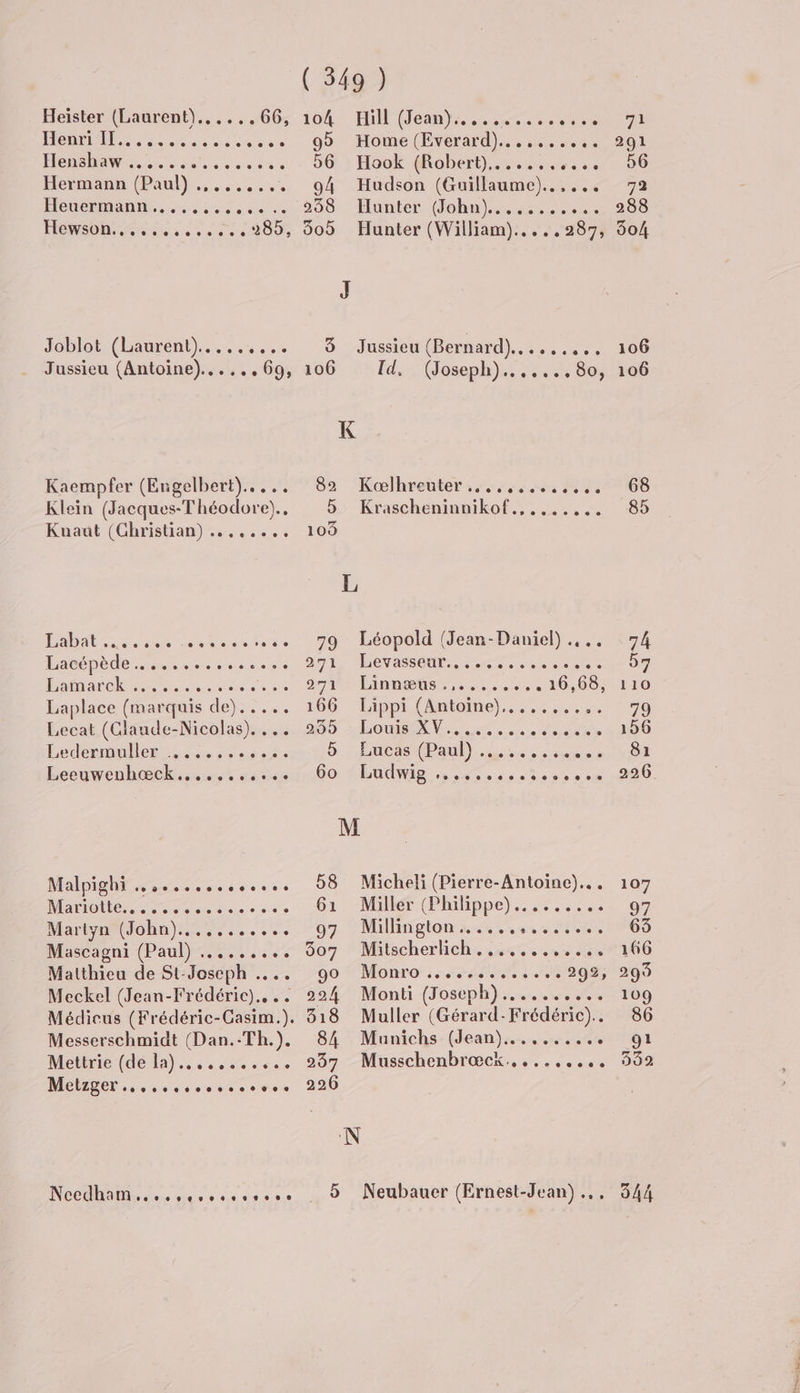 ( 349 )
Heister (Laurent)...... 66, 104
Henri II................ 95
Henshaw ............... 56
Hermann (Paul) ......... 94
Heuermann............. 238
Hewson............. 285, 305
Hill (Jean).............. 71
Home (Everard).......... 291
Hook (Robert)........... 56
Hudson (Guillaume)...... 72
Hunter (John)........... 288
Hunter (William)..... 287, 304
J
Joblot (Laurent)......... 3
Jussieu (Antoine)...... 69, 106
Jussieu (Bernard)......... 106
Id. (Joseph)....... 80, 106
K
Kaempfer (Engelbert)..... 82
Klein (Jacques-Théodore).. 5
Knaut (Christian) ........ 103
Kœlhreuter ............. 68
Krascheninnikof......... 85
L
Labat .................. 79
Lacépède............... 271
Lamarck ............... 271
Laplace (marquis de)..... 166
Lecat (Claude-Nicolas).... 235
Ledermuller ............ 5
Leeuwenhœck........... 60
Léopold (Jean-Daniel) .... 74
Levasseur............... 57
Linnæus .......... 16,68, 110
Lippi (Antoine).......... 79
Louis XV............... 156
Lucas (Paul) ............ 81
Ludwig ................ 226
M
Malpighi ............... 58
Mariotte................ 61
Martyn (John)........... 97
Mascagni (Paul) ......... 307
Matthieu de St-Joseph .... 90
Meckel (Jean-Frédéric).... 224
Médicus (Frédéric-Casim.). 318
Messerschmidt (Dan.-Th.). 84
Mettrie (de la)........... 237
Metzger................ 226
Micheli (Pierre-Antoine)... 107
Miller (Philippe)......... 97
Millington .............. 63
Mitscherlich ............ 166
Monro ............. 292, 293
Monti (Joseph).......... 109
Muller (Gérard-Frédéric).. 86
Munichs (Jean).......... 91
Musschenbrœck.......... 332
N
Needham............... 5
Neubauer (Ernest-Jean) ... 344